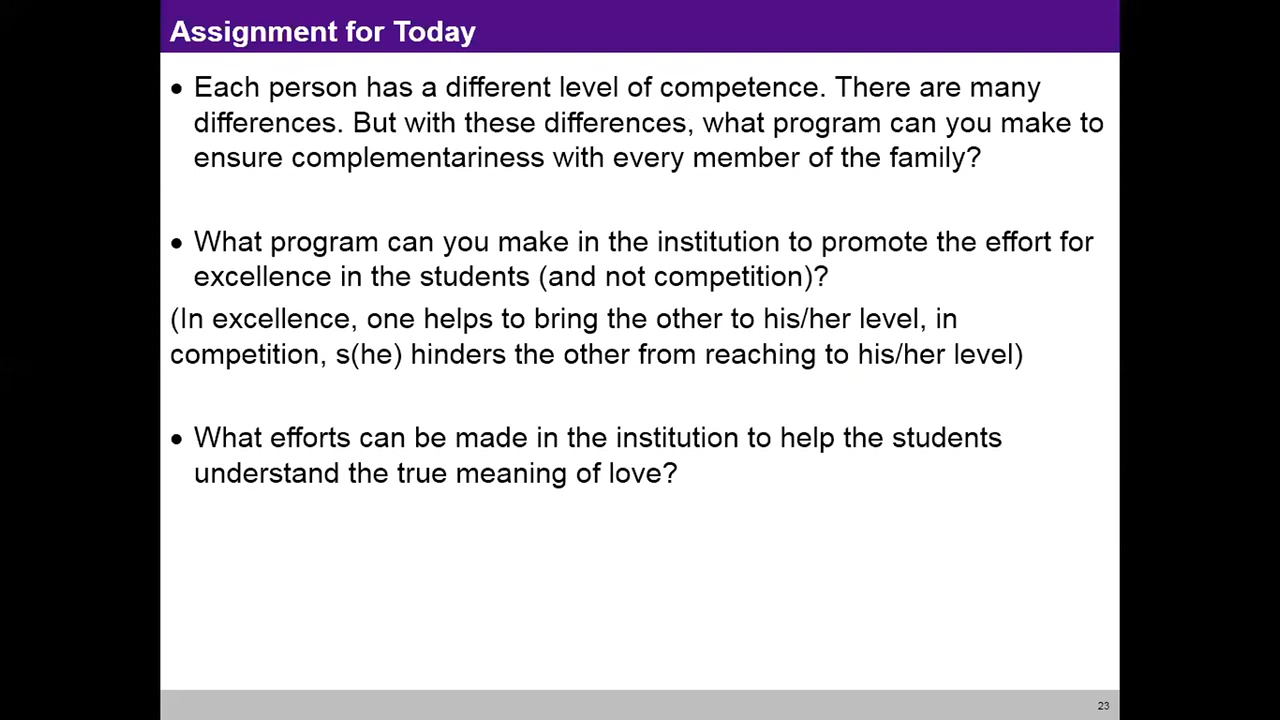 Assignment for Today
• Each person has a different level of competence. There are many
differences. But with these differences, what program can you make to
ensure complementariness with every member of the family?
• What program can you make in the institution to promote the effort for
excellence in the students (and not competition)?
(In excellence, one helps to bring the other to his/her level, in
competition, s(he) hinders the other from reaching to his/her level)
• What efforts can be made in the institution to help the students
understand the true meaning of love?
23